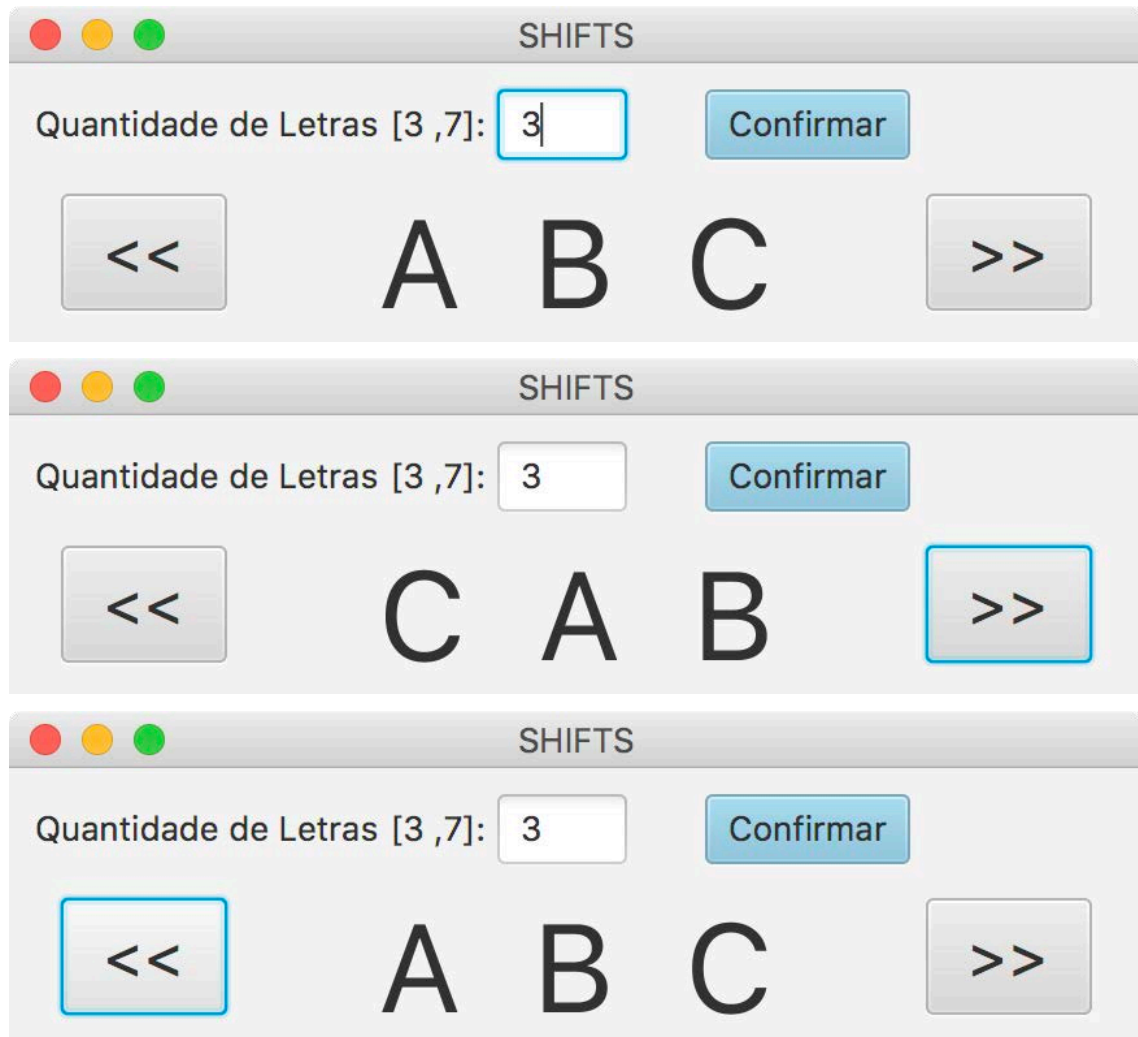 SHIFTS
Quantidade de Letras [3 ,7]: 3 Confirmar
<< A B C >>
SHIFTS
Quantidade de Letras [3 ,7]: 3 Confirmar
<< C A B >>
SHIFTS
Quantidade de Letras [3 ,7]: 3 Confirmar
<< A B C >>